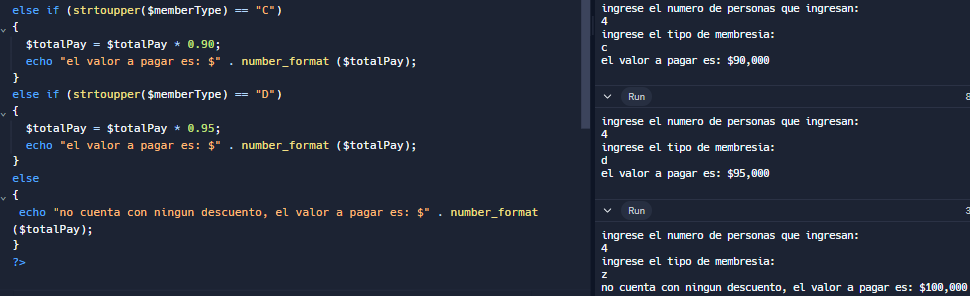 else if (strtoupper($memberType) == "C")
{
$totalPay = $totalPay * 0.90;
echo "el valor a pagar es: $" . number_format ($totalPay);
}
else if (strtoupper($memberType) == "D")
{
$totalPay = $totalPay * 0.95;
echo "el valor a pagar es: $" . number_format ($totalPay);
}
else
{
echo "no cuenta con ningun descuento, el valor a pagar es: $" . number_format
($totalPay);
}
?>
ingrese el numero de personas que ingresan:
4
ingrese el tipo de membresia:
c
el valor a pagar es: $90,000
Run
ingrese el numero de personas que ingresan:
4
ingrese el tipo de membresia:
d
el valor a pagar es: $95,000
Run
ingrese el numero de personas que ingresan:
4
ingrese el tipo de membresia:
z
no cuenta con ningun descuento, el valor a pagar es: $100,000